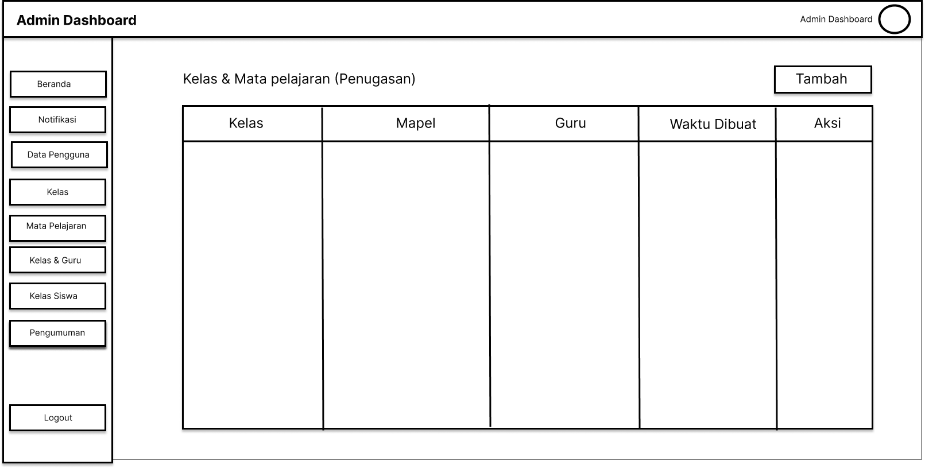 Admin Dashboard
Admin Dashboard
Beranda
Notifikasi
Data Pengguna
Kelas
Mata Pelajaran
Kelas & Guru
Kelas Siswa
Pengumuman
Logout
Kelas & Mata pelajaran (Penugasan)
Tambah
Kelas Mapel Guru Waktu Dibuat Aksi